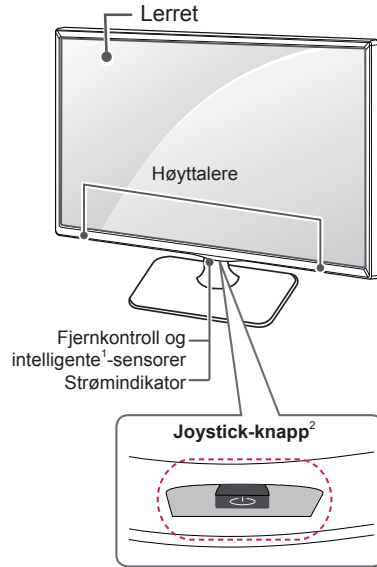 Lerret
Høyttalere
Fjernkontroll og
intelligente¹-sensorer
Strømindikator
Joystick-knapp²